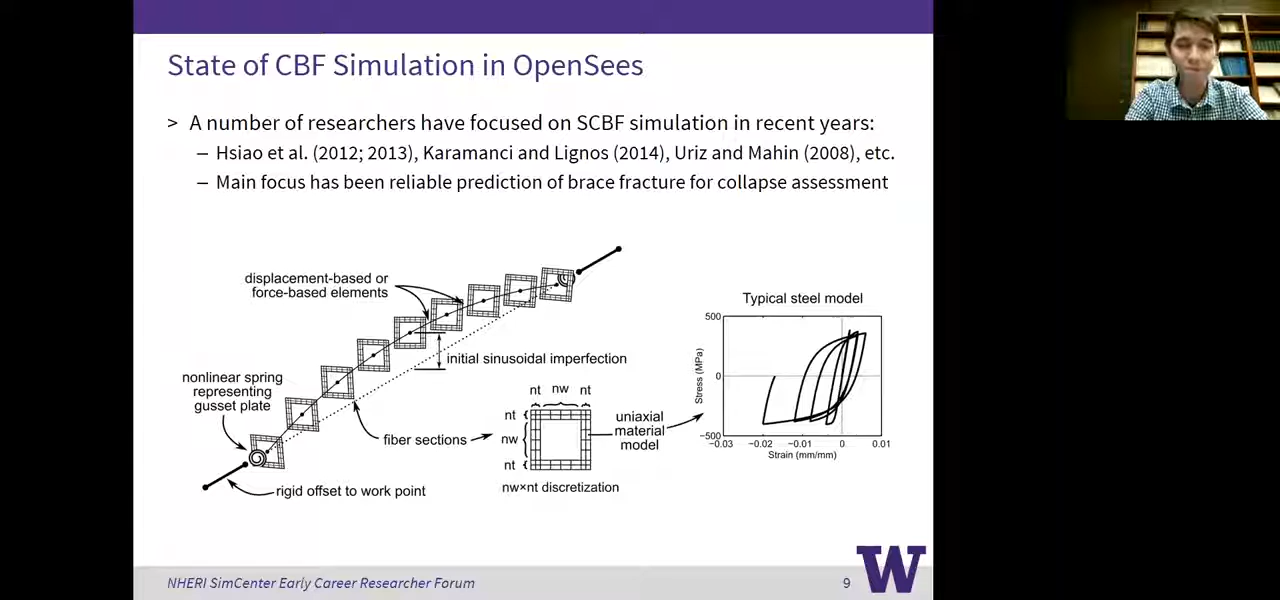 State of CBF Simulation in OpenSees
> A number of researchers have focused on SCBF simulation in recent years:
– Hsiao et al. (2012; 2013), Karamanci and Lignos (2014), Uriz and Mahin (2008), etc.
– Main focus has been reliable prediction of brace fracture for collapse assessment
displacement-based or
force-based elements
initial sinusoidal imperfection
nonlinear spring
representing
gusset plate
fiber sections
rigid offset to work point
nt nw nt
nt
nw
nt
nw×nt discretization
uniaxial
material
model
Typical steel model
Stress (MPa)
500
0
−500
−0.03 −0.02 −0.01 0 0.01
Strain (mm/mm)
W
NHERI SimCenter Early Career Researcher Forum
9